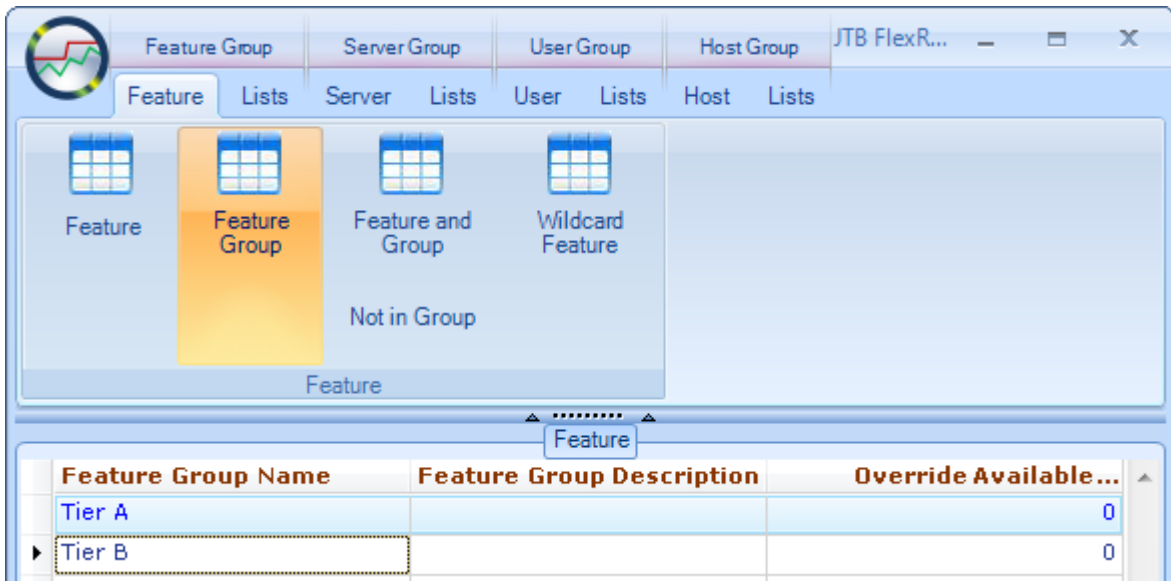 Feature Group Server Group User Group Host Group JTB FlexR...
Feature Lists Server Lists User Lists Host Lists
Feature
Feature
Group
Feature and
Group
Wildcard
Feature
Not in Group
Feature
Feature
Feature Group Name Feature Group Description Override Available...
Tier A 0
Tier B 0